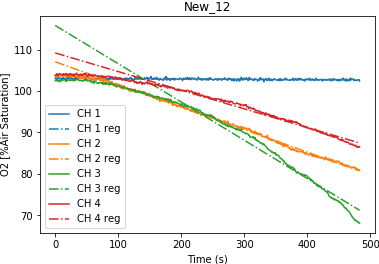 New_12
O2 [%Air Saturation]
110
100
90
80
70
CH 1
CH 1 reg
CH 2
CH 2 reg
CH 3
CH 3 reg
CH 4
CH 4 reg
0
100
200
300
400
500
Time (s)